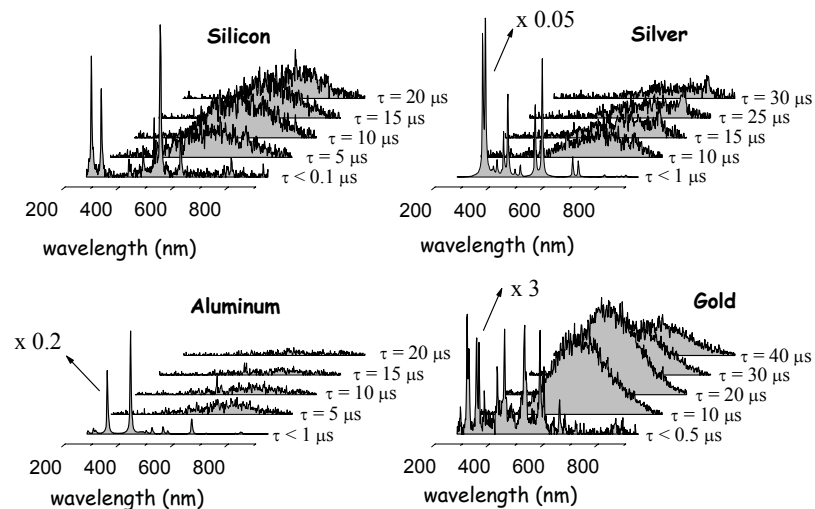 Silicon
τ = 20 μs
τ = 15 μs
τ = 10 μs
τ = 5 μs
τ < 0.1 μs
200 400 600 800
wavelength (nm)
x 0.05
Silver
τ = 30 μs
τ = 25 μs
τ = 15 μs
τ = 10 μs
τ < 1 μs
200 400 600 800
wavelength (nm)
Aluminum
x 0.2
τ = 20 μs
τ = 15 μs
τ = 10 μs
τ = 5 μs
τ < 1 μs
200 400 600 800
wavelength (nm)
x 3
Gold
τ = 40 μs
τ = 30 μs
τ = 20 μs
τ = 10 μs
τ < 0.5 μs
200 400 600 800
wavelength (nm)